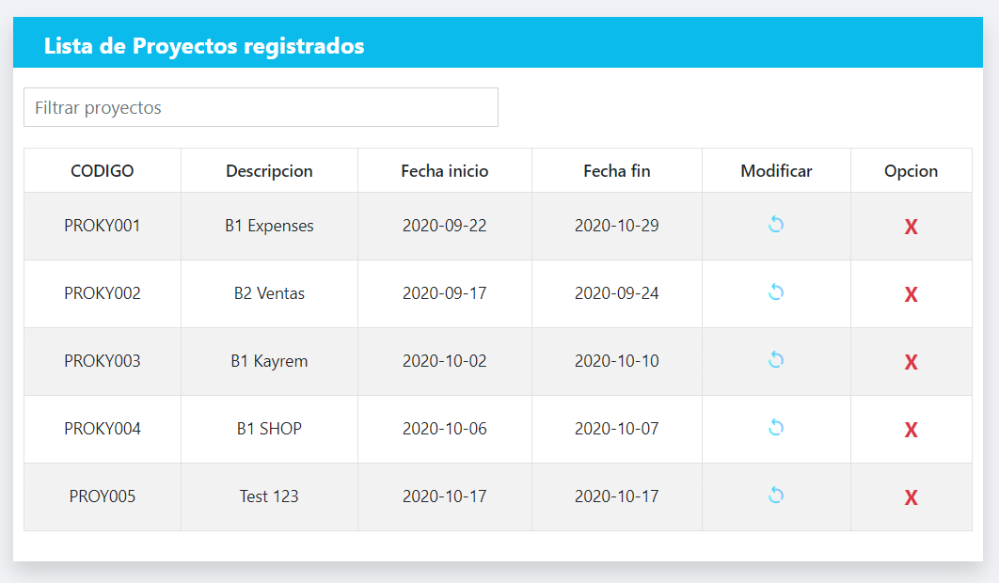 Lista de Proyectos registrados
Filtrar proyectos
CODIGO Descripcion Fecha inicio Fecha fin Modificar Opcion
PROKY001 B1 Expenses 2020-09-22 2020-10-29 X
PROKY002 B2 Ventas 2020-09-17 2020-09-24 X
PROKY003 B1 Kayrem 2020-10-02 2020-10-10 X
PROKY004 B1 SHOP 2020-10-06 2020-10-07 X
PROY005 Test 123 2020-10-17 2020-10-17 X